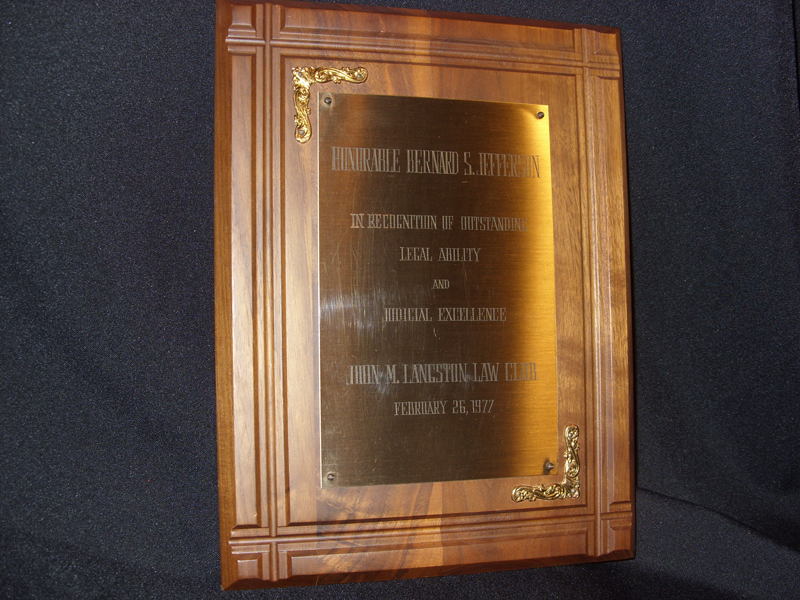 HONORABLE BERNARD S. JEFFERSON
IN RECOGNITION OF OUTSTANDING
LEGAL ABILITY
AND
JUDICIAL EXCELLENCE
JOHN M. LANGSTON LAW CLUB
FEBRUARY 26, 1977